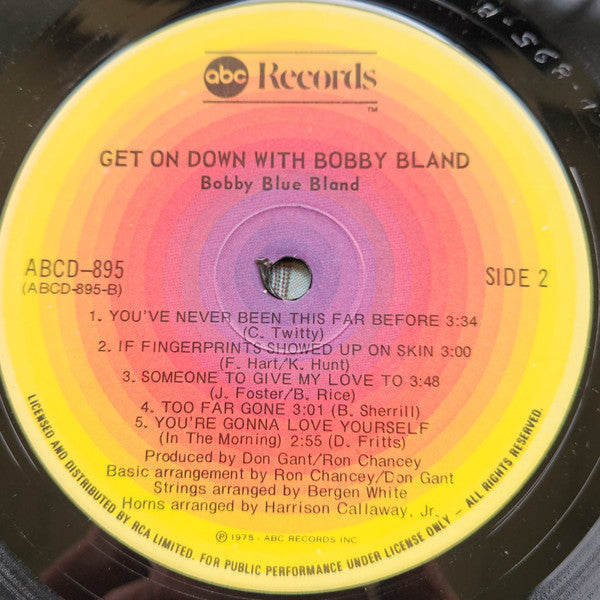 abc Records
™
GET ON DOWN WITH BOBBY BLAND
Bobby Blue Bland
ABCD-895
(ABCD-895-B)
SIDE 2
1. YOU'VE NEVER BEEN THIS FAR BEFORE 3:34
(C. Twitty)
2. IF FINGERPRINTS SHOWED UP ON SKIN 3:00
(F. Hart/K. Hunt)
3. SOMEONE TO GIVE MY LOVE TO 3:48
(J. Foster/B. Rice)
4. TOO FAR GONE 3:01 (B. Sherrill)
5. YOU'RE GONNA LOVE YOURSELF
(In The Morning) 2:55 (D. Fritts)
Produced by Don Gant/Ron Chancey
Basic arrangement by Ron Chancey/Don Gant
Strings arranged by Bergen White
Horns arranged by Harrison Callaway, Jr.
℗ 1975 - ABC RECORDS INC
LICENSED AND DISTRIBUTED BY RCA LIMITED. FOR PUBLIC PERFORMANCE UNDER LICENSE ONLY - ALL RIGHTS RESERVED.